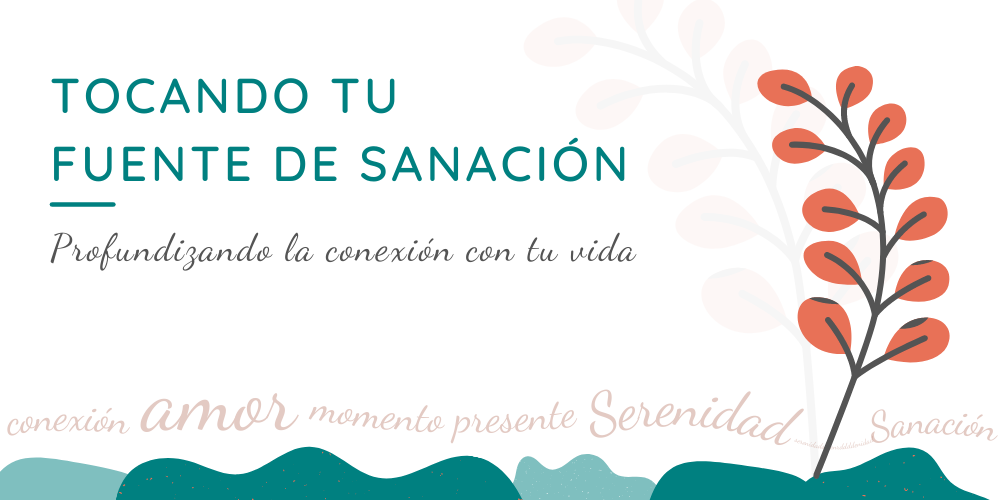 TOCANDO TU
FUENTE DE SANACIÓN
Profundizando la conexión con tu vida
conexión amor momento presente Serenidad Sanación